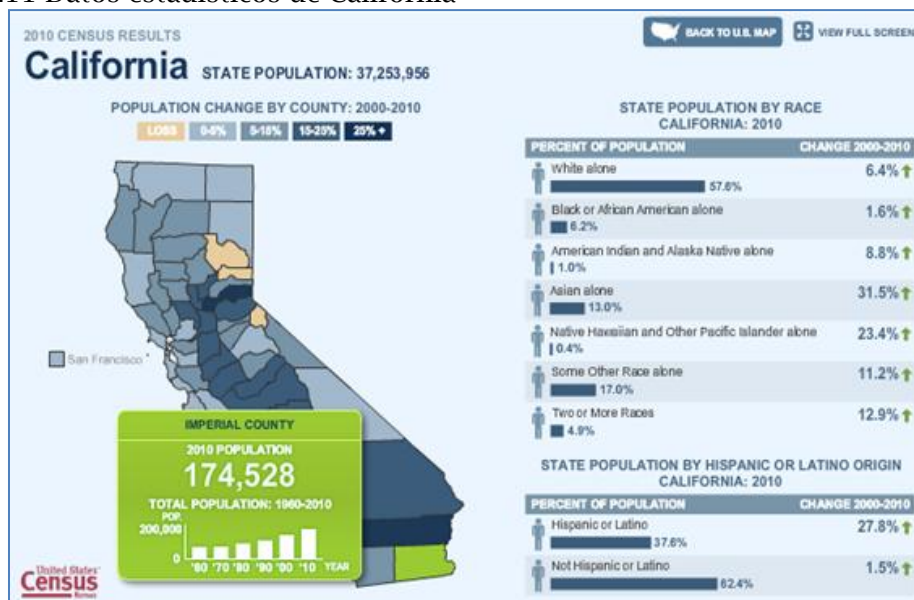 .11 Datos estadísticos de California
2010 CENSUS RESULTS
California STATE POPULATION: 37,253,956
BACK TO U.S. MAP
VIEW FULL SCREEN
POPULATION CHANGE BY COUNTY: 2000-2010
LOSS 0-5% 5-15% 15-25% 25% +
San Francisco
IMPERIAL COUNTY
2010 POPULATION
174,528
TOTAL POPULATION: 1960-2010
POP.
200,000
0
'60 '70 '80 '90 '00 '10 YEAR
United States
Census
Bureau
STATE POPULATION BY RACE
CALIFORNIA: 2010
PERCENT OF POPULATION CHANGE 2000-2010
White alone 6.4%
57.6%
Black or African American alone 1.6%
6.2%
American Indian and Alaska Native alone 8.8%
1.0%
Asian alone 31.5%
13.0%
Native Hawaiian and Other Pacific Islander alone 23.4%
0.4%
Some Other Race alone 11.2%
17.0%
Two or More Races 12.9%
4.9%
STATE POPULATION BY HISPANIC OR LATINO ORIGIN
CALIFORNIA: 2010
PERCENT OF POPULATION CHANGE 2000-2010
Hispanic or Latino 27.8%
37.6%
Not Hispanic or Latino 1.5%
62.4%